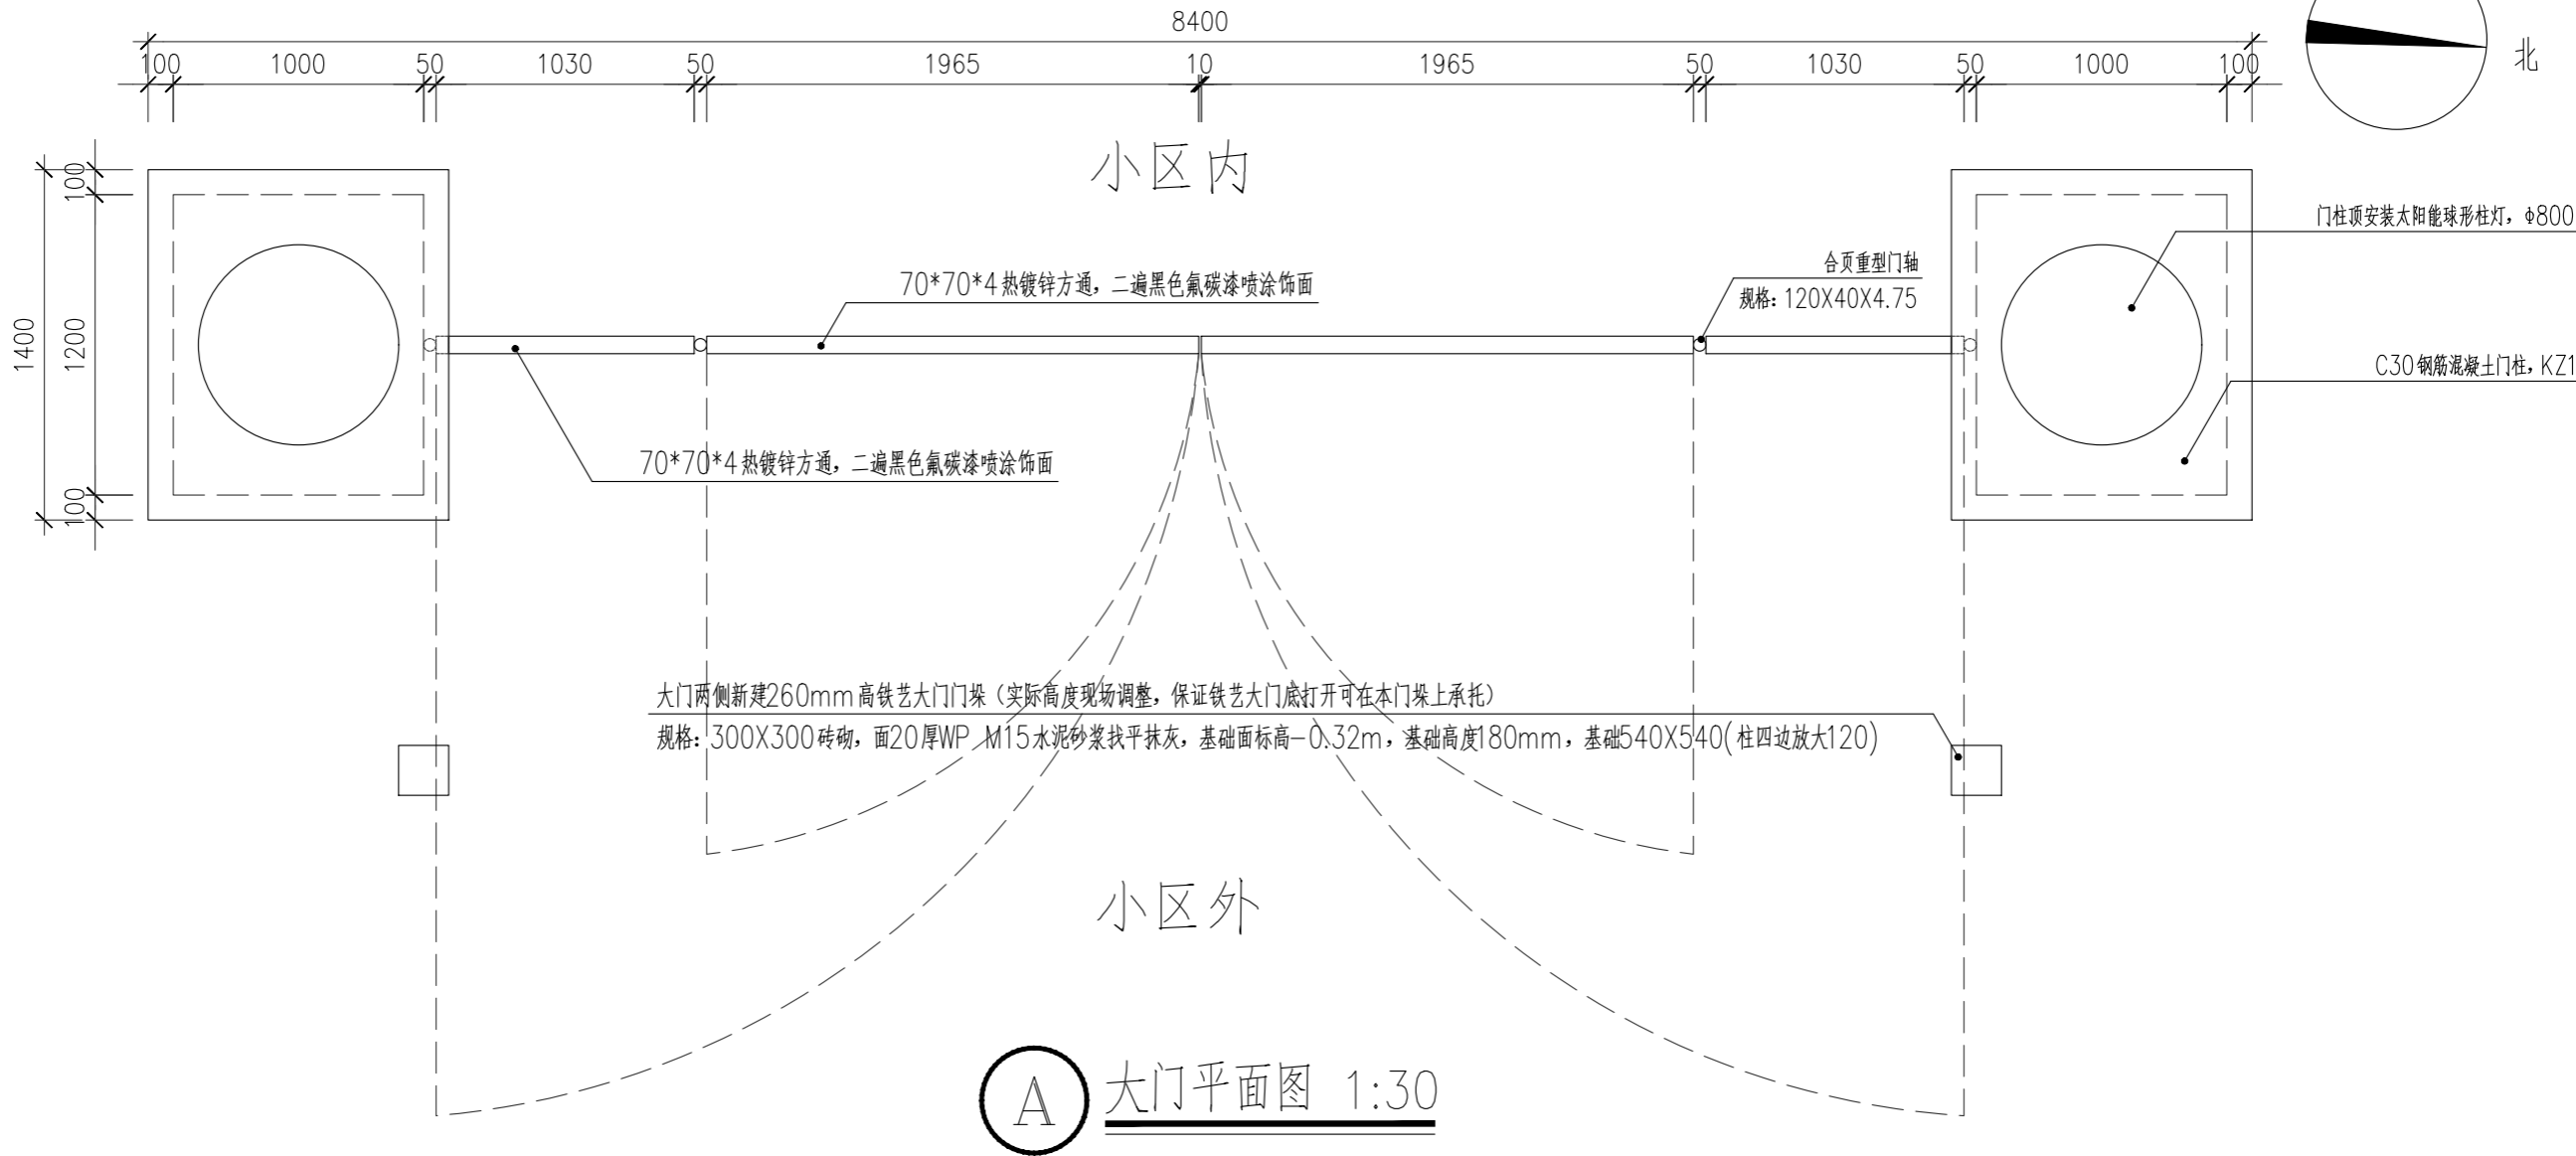 8400
100 1000 50 1030 50 1965 10 1965 50 1030 50 1000 100
北
小区内
100
1200
100
1400
门柱顶安装太阳能球形柱灯，Φ800
合页重型门轴
规格：120X40X4.75
70*70*4热镀锌方通，二遍黑色氟碳漆喷涂饰面
C30钢筋混凝土门柱，KZ1
70*70*4热镀锌方通，二遍黑色氟碳漆喷涂饰面
大门两侧新建260mm高铁艺大门门垛（实际高度现场调整，保证铁艺大门底打开可在本门垛上承托）
规格：300X300砖砌，面20厚WP M15水泥砂浆找平抹灰，基础面标高-0.32m，基础高度180mm，基础540X540(柱四边放大120)
小区外
A 大门平面图 1:30